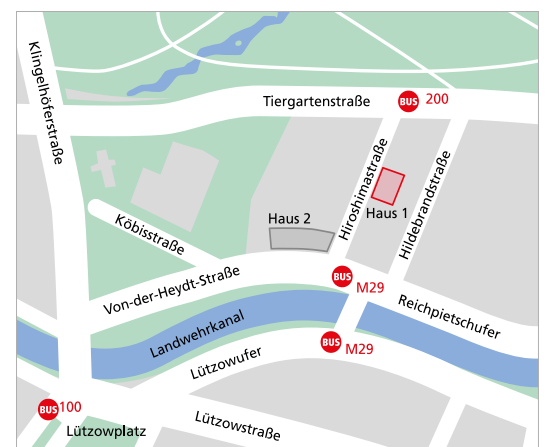 Klingelhöferstraße
Tiergartenstraße
BUS 200
Hiroshimastraße
Hildebrandstraße
Haus 1
Haus 2
Köbisstraße
Von-der-Heydt-Straße
BUS M29
Reichpietschufer
Landwehrkanal
BUS M29
Lützowufer
BUS 100
Lützowplatz
Lützowstraße